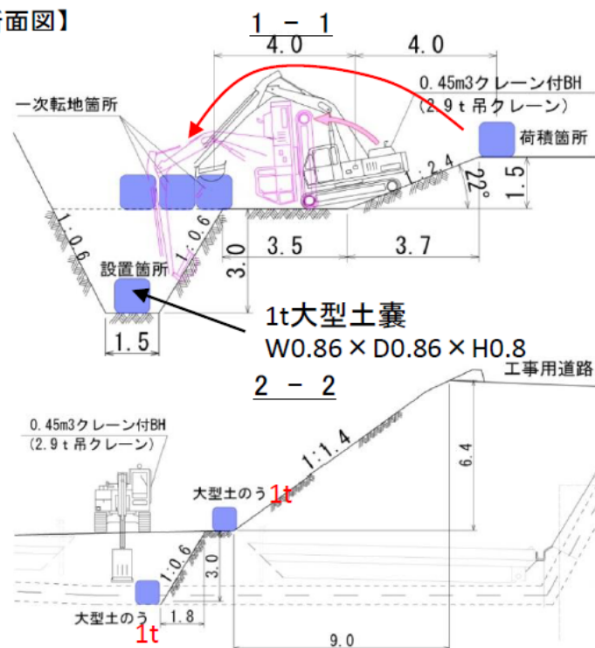 面図】
1 - 1
4.0
4.0
0.45m3クレーン付BH
(2.9t吊クレーン)
一次転地箇所
荷積箇所
1:2.4
22°
1.5
1:0.6
1:0.6
3.0
3.5
3.7
設置箇所
1.5
1t大型土嚢
W0.86×D0.86×H0.8
2 - 2
工事用道路
0.45m3クレーン付BH
(2.9t吊クレーン)
1:1.4
6.4
大型土のう 1t
1:0.6
3.0
大型土のう
1.8
1t
9.0